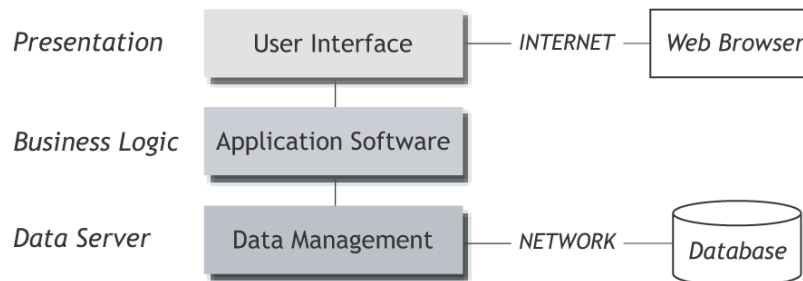 Presentation
User Interface
INTERNET
Web Browser
Business Logic
Application Software
Data Server
Data Management
NETWORK
Database